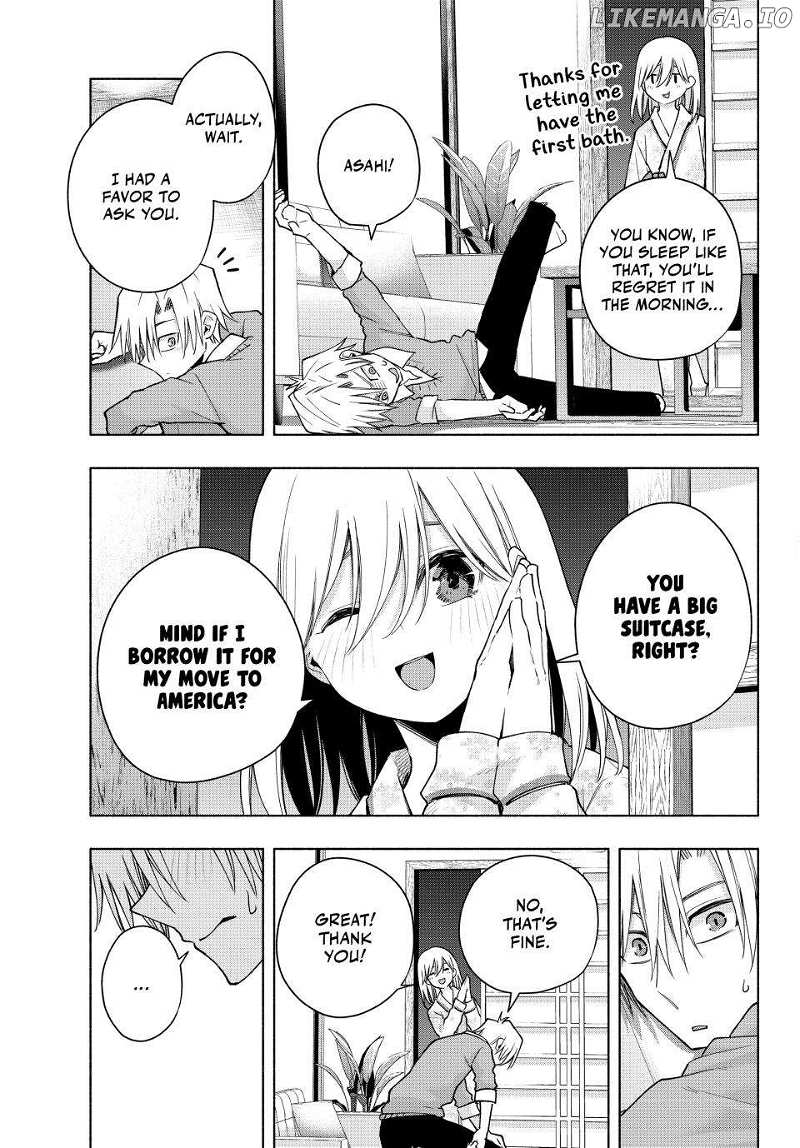 LIKEMANGA.IO
Thanks for
letting me
have the
first bath.
ASAHI!
YOU KNOW, IF
YOU SLEEP LIKE
THAT, YOU'LL
REGRET IT IN
THE MORNING...
ACTUALLY,
WAIT.
I HAD A
FAVOR TO
ASK YOU.
YOU
HAVE A BIG
SUITCASE,
RIGHT?
MIND IF I
BORROW IT FOR
MY MOVE TO
AMERICA?
NO,
THAT'S
FINE.
GREAT!
THANK
YOU!
...